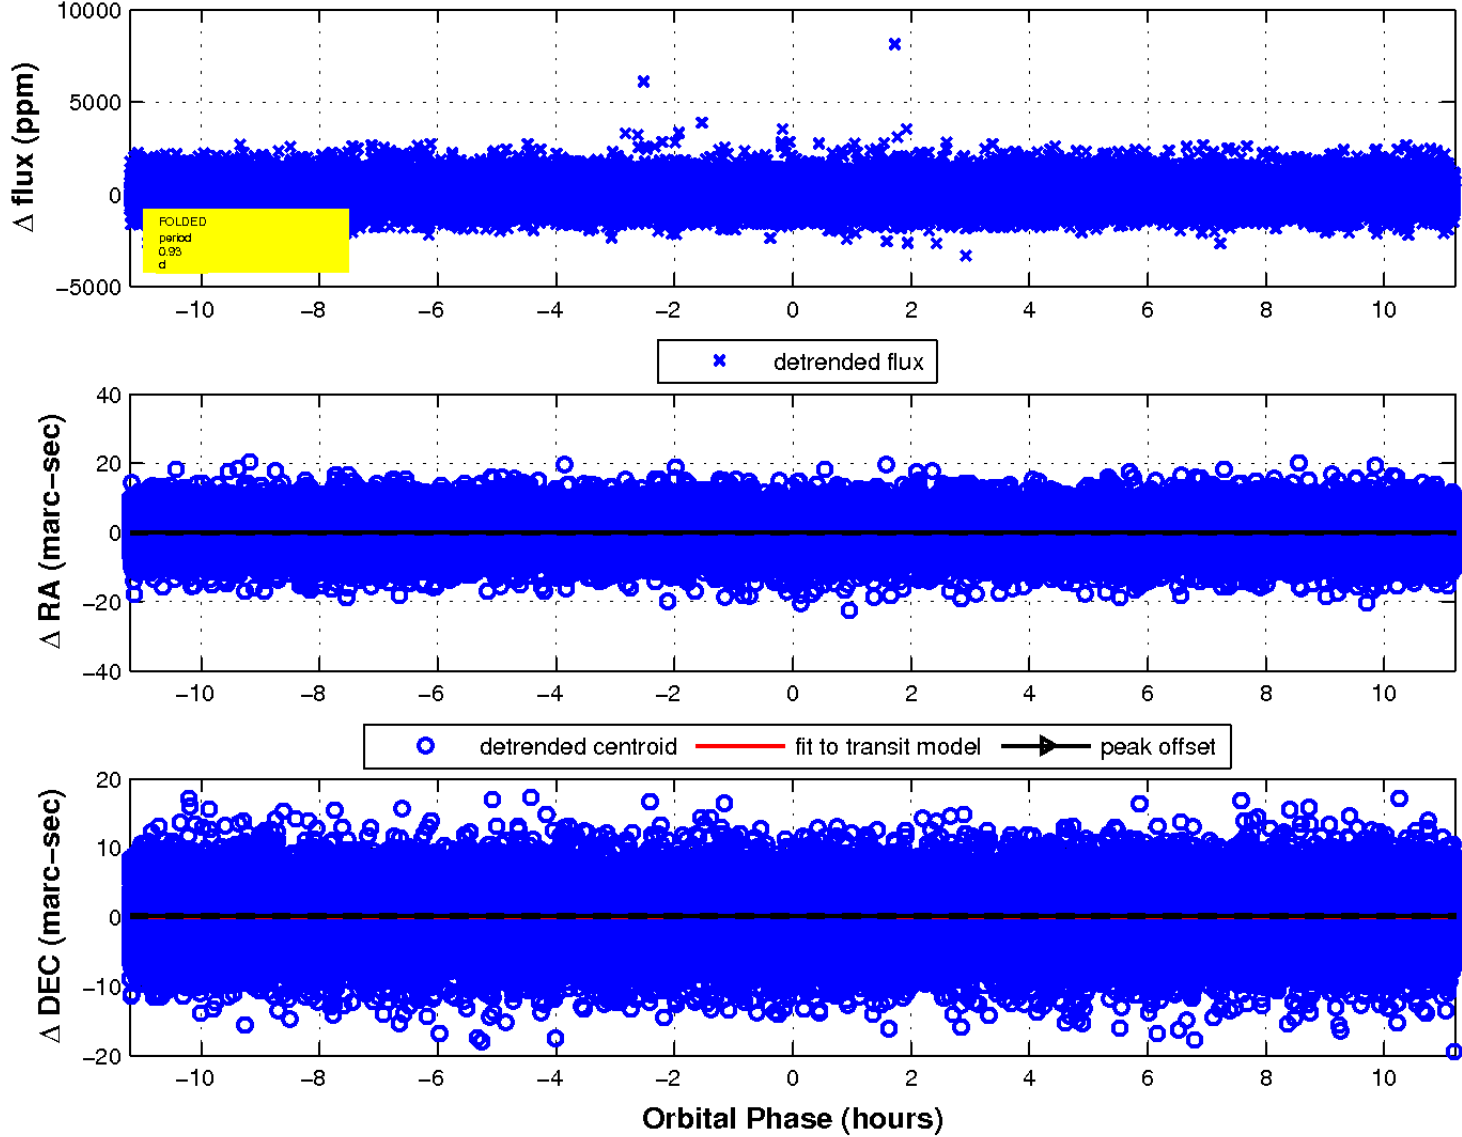 10000
5000
0
−5000
Δ flux (ppm)
FOLDED
period
0.93
d
−10 −8 −6 −4 −2 0 2 4 6 8 10
detrended flux
40
20
0
−20
−40
Δ RA (marc−sec)
−10 −8 −6 −4 −2 0 2 4 6 8 10
detrended centroid fit to transit model peak offset
20
10
0
−10
−20
Δ DEC (marc−sec)
−10 −8 −6 −4 −2 0 2 4 6 8 10
Orbital Phase (hours)